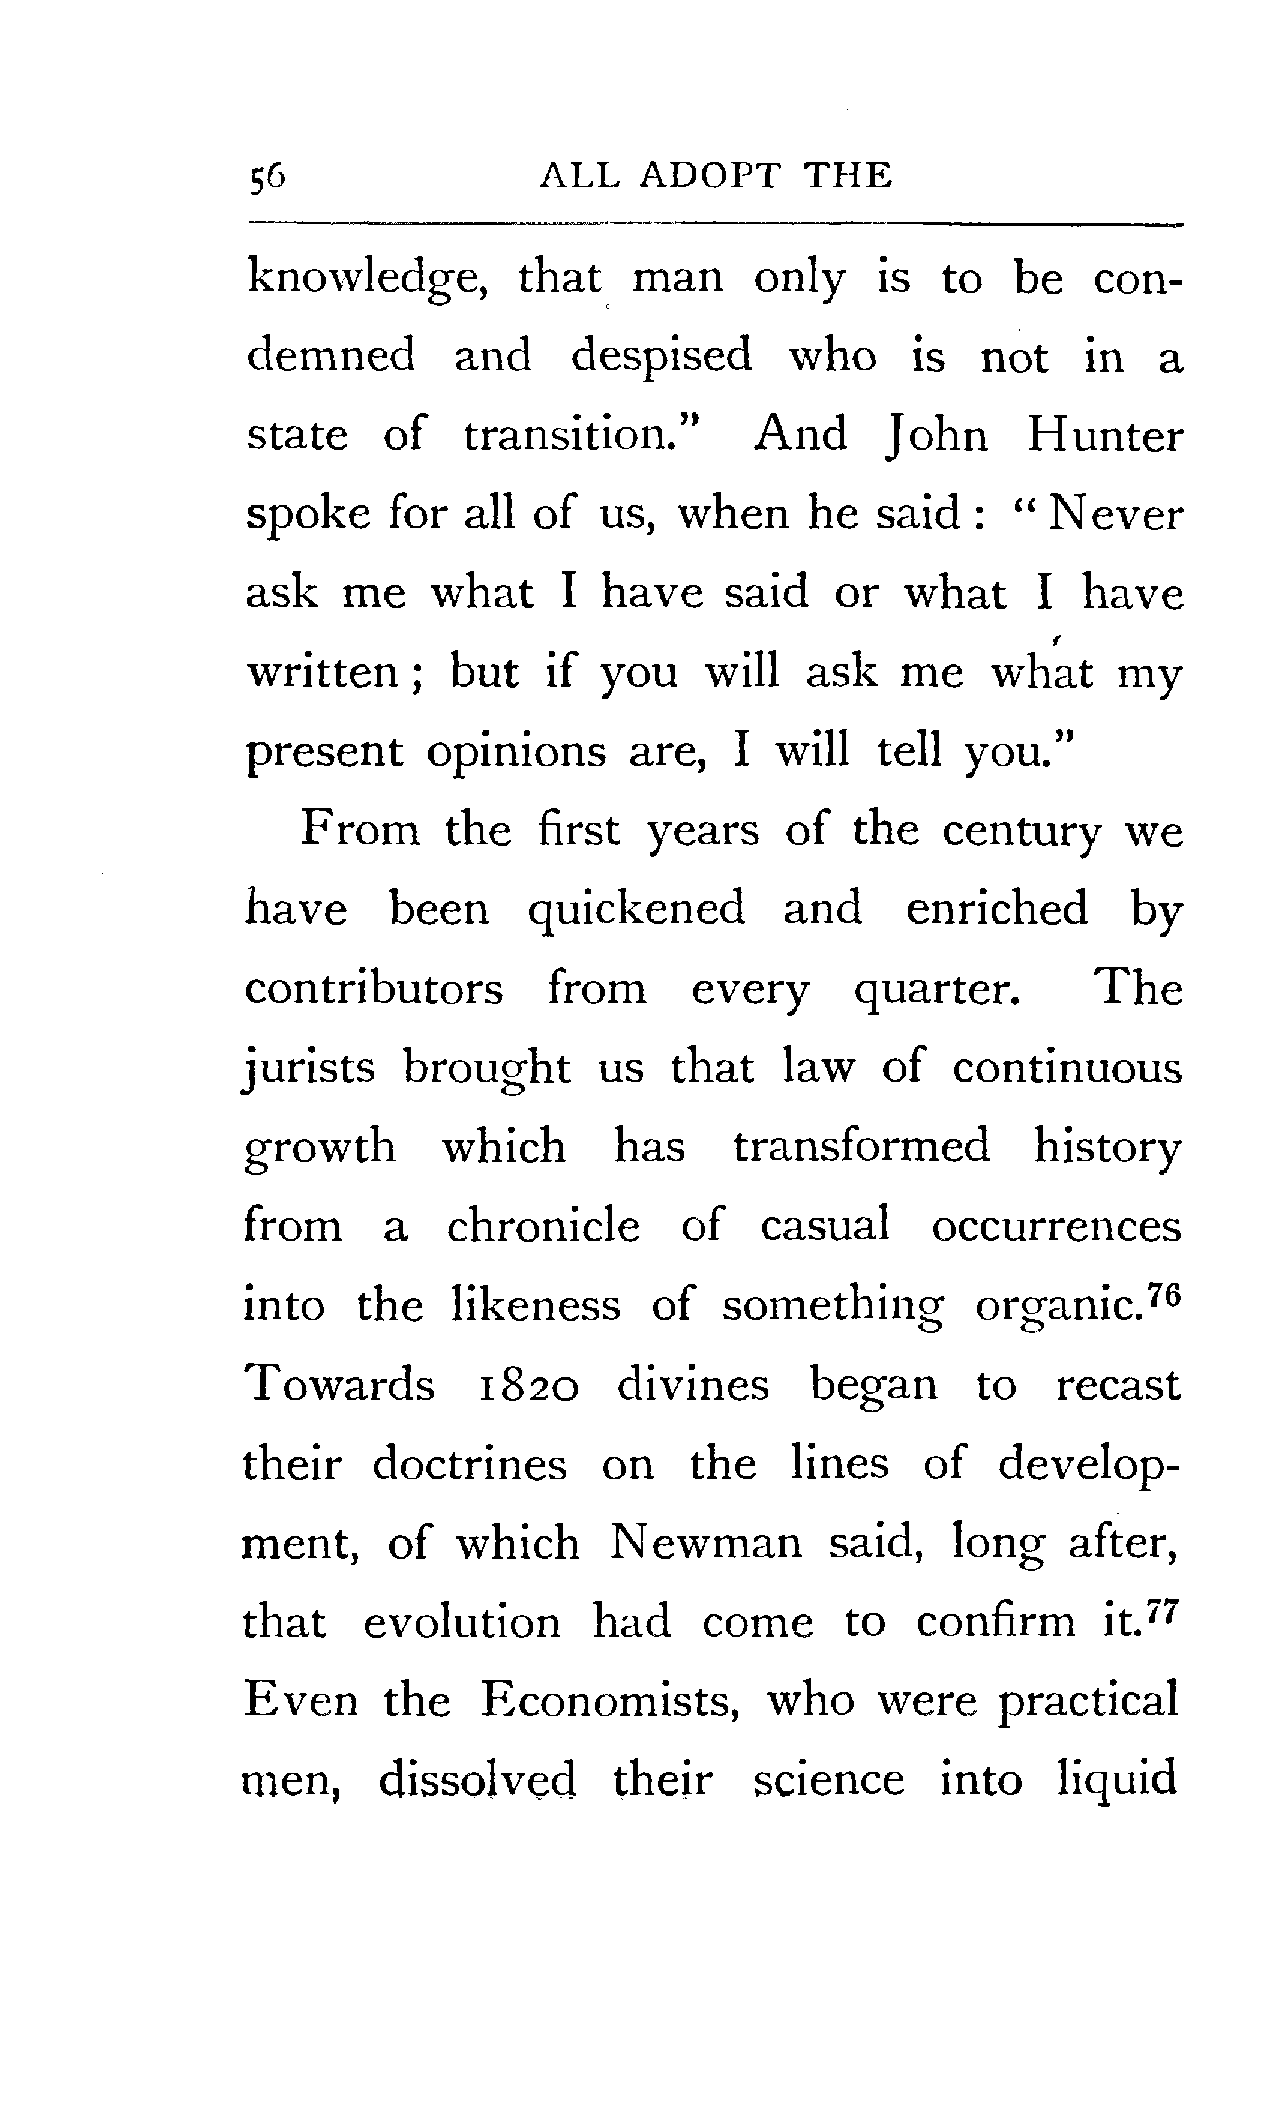 56 ALL ADOPT THE
knowledge, that man only is to be con-
demned and despised who is not in a
state of transition.” And John Hunter
spoke for all of us, when he said : “ Never
ask me what I have said or what I have
written ; but if you will ask me what my
present opinions are, I will tell you.”
From the first years of the century we
have been quickened and enriched by
contributors from every quarter. The
jurists brought us that law of continuous
growth which has transformed history
from a chronicle of casual occurrences
into the likeness of something organic.⁷⁶
Towards 1820 divines began to recast
their doctrines on the lines of develop-
ment, of which Newman said, long after,
that evolution had come to confirm it.⁷⁷
Even the Economists, who were practical
men, dissolved their science into liquid